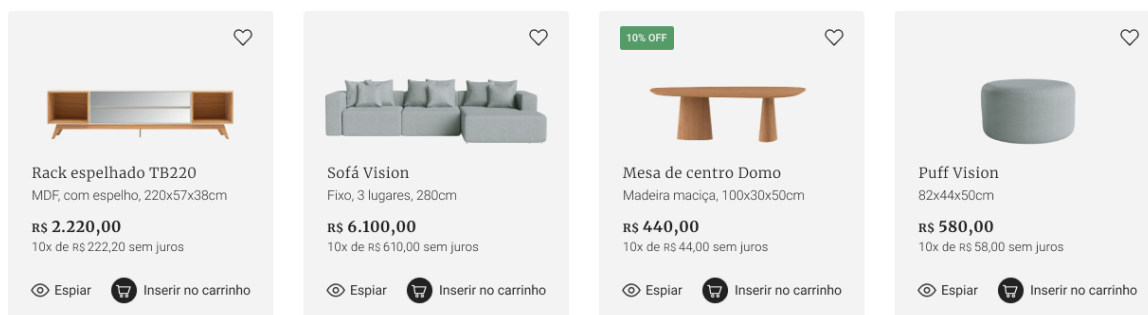 Rack espelhado TB220
MDF, com espelho, 220x57x38cm
R$ 2.220,00
10x de R$ 222,20 sem juros
Espiar
Inserir no carrinho
Sofá Vision
Fixo, 3 lugares, 280cm
R$ 6.100,00
10x de R$ 610,00 sem juros
Espiar
Inserir no carrinho
10% OFF
Mesa de centro Domo
Madeira maciça, 100x30x50cm
R$ 440,00
10x de R$ 44,00 sem juros
Espiar
Inserir no carrinho
Puff Vision
82x44x50cm
R$ 580,00
10x de R$ 58,00 sem juros
Espiar
Inserir no carrinho